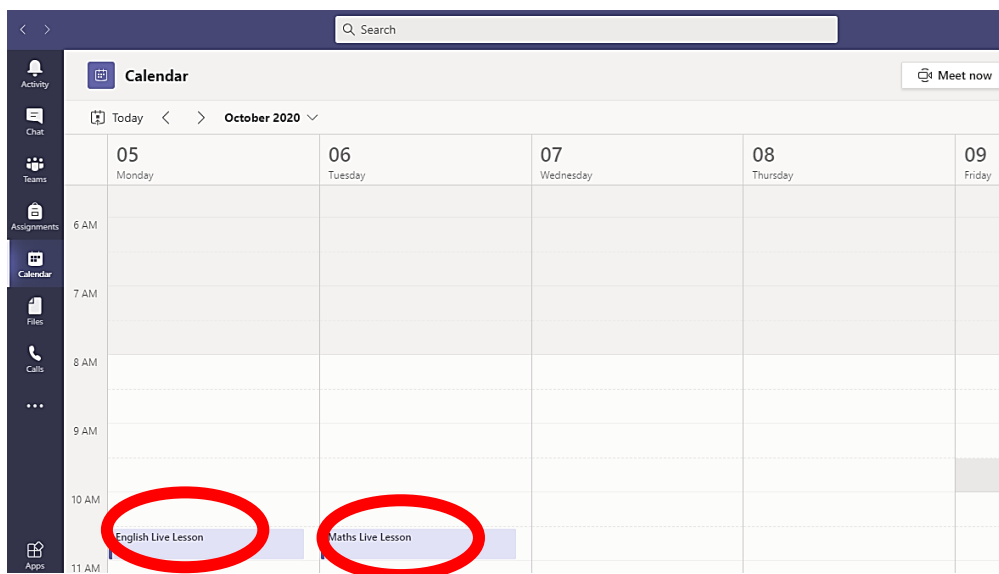 Search
Activity
Calendar
Meet now
Chat
Today
October 2020
Teams
05
06
07
08
09
Monday
Tuesday
Wednesday
Thursday
Friday
Assignments
6 AM
Calendar
7 AM
Files
8 AM
Calls
9 AM
10 AM
English Live Lesson
Maths Live Lesson
Apps
11 AM